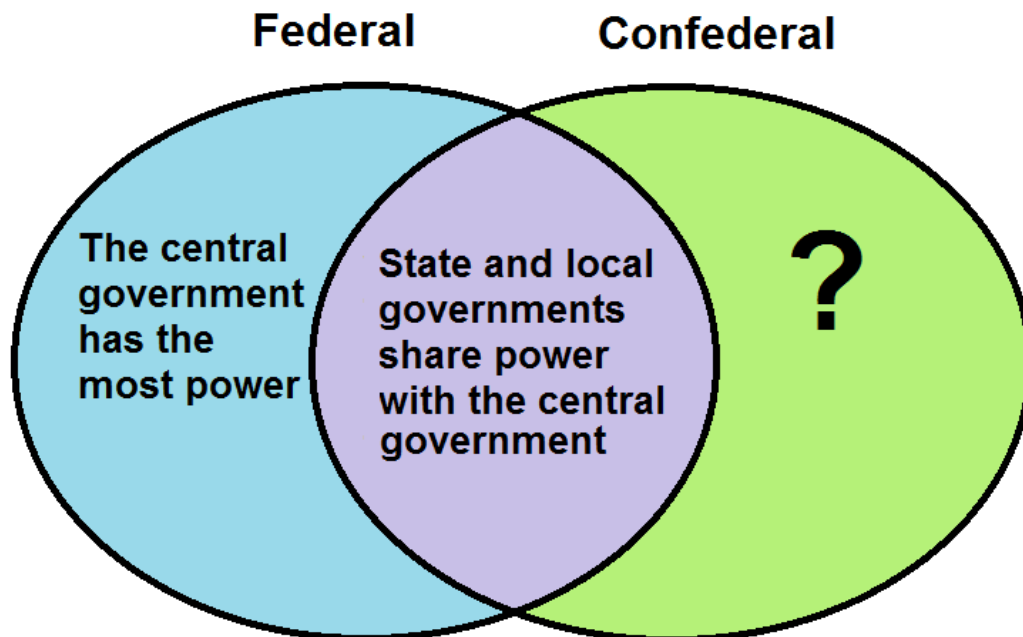 Federal
Confederal
The central
government
has the
most power
State and local
governments
share power
with the central
government
?